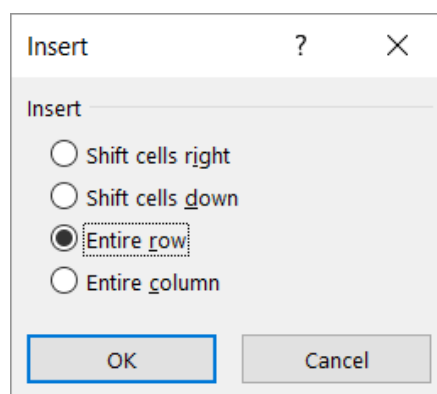 Insert ?
Insert
Shift cells right
Shift cells down
Entire row
Entire column
OK Cancel